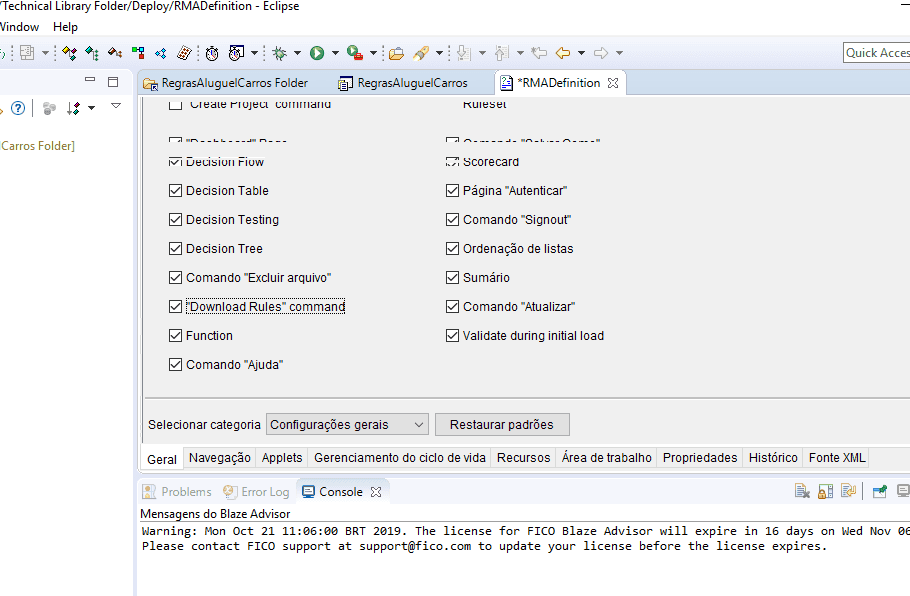 /Technical Library Folder/Deploy/RMADefinition - Eclipse
Window Help
Quick Acces
RegrasAluguelCarros Folder
RegrasAluguelCarros
*RMADefinition
Carros Folder]
"Create Project" command
Ruleset
"Dashboard" Page
Comando "Salvar Como"
Decision Flow
Scorecard
Decision Table
Página "Autenticar"
Decision Testing
Comando "Signout"
Decision Tree
Ordenação de listas
Comando "Excluir arquivo"
Sumário
"Download Rules" command
Comando "Atualizar"
Function
Validate during initial load
Comando "Ajuda"
Selecionar categoria Configurações gerais Restaurar padrões
Geral Navegação Applets Gerenciamento do ciclo de vida Recursos Área de trabalho Propriedades Histórico Fonte XML
Problems Error Log Console
Mensagens do Blaze Advisor
Warning: Mon Oct 21 11:06:00 BRT 2019. The license for FICO Blaze Advisor will expire in 16 days on Wed Nov 06
Please contact FICO support at support@fico.com to update your license before the license expires.